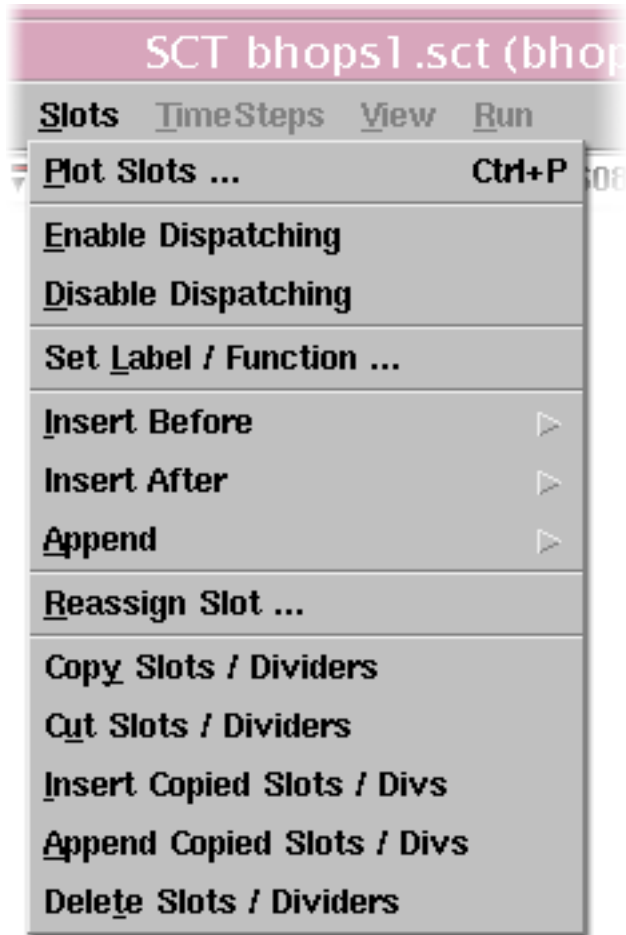 SCT bhops1.sct (bhop
Slots TimeSteps View Run
Plot Slots ... Ctrl+P
Enable Dispatching
Disable Dispatching
Set Label / Function ...
Insert Before
Insert After
Append
Reassign Slot ...
Copy Slots / Dividers
Cut Slots / Dividers
Insert Copied Slots / Divs
Append Copied Slots / Divs
Delete Slots / Dividers